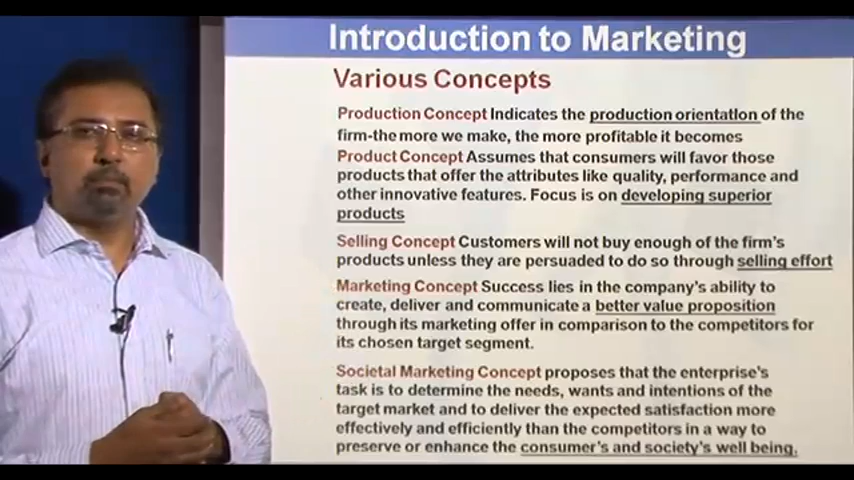 Introduction to Marketing
Various Concepts
Production Concept Indicates the production orientation of the
firm-the more we make, the more profitable it becomes
Product Concept Assumes that consumers will favor those
products that offer the attributes like quality, performance and
other innovative features. Focus is on developing superior
products
Selling Concept Customers will not buy enough of the firm's
products unless they are persuaded to do so through selling effort
Marketing Concept Success lies in the company's ability to
create, deliver and communicate a better value proposition
through its marketing offer in comparison to the competitors for
its chosen target segment.
Societal Marketing Concept proposes that the enterprise's
task is to determine the needs, wants and intentions of the
target market and to deliver the expected satisfaction more
effectively and efficiently than the competitors in a way to
preserve or enhance the consumer's and society's well being.